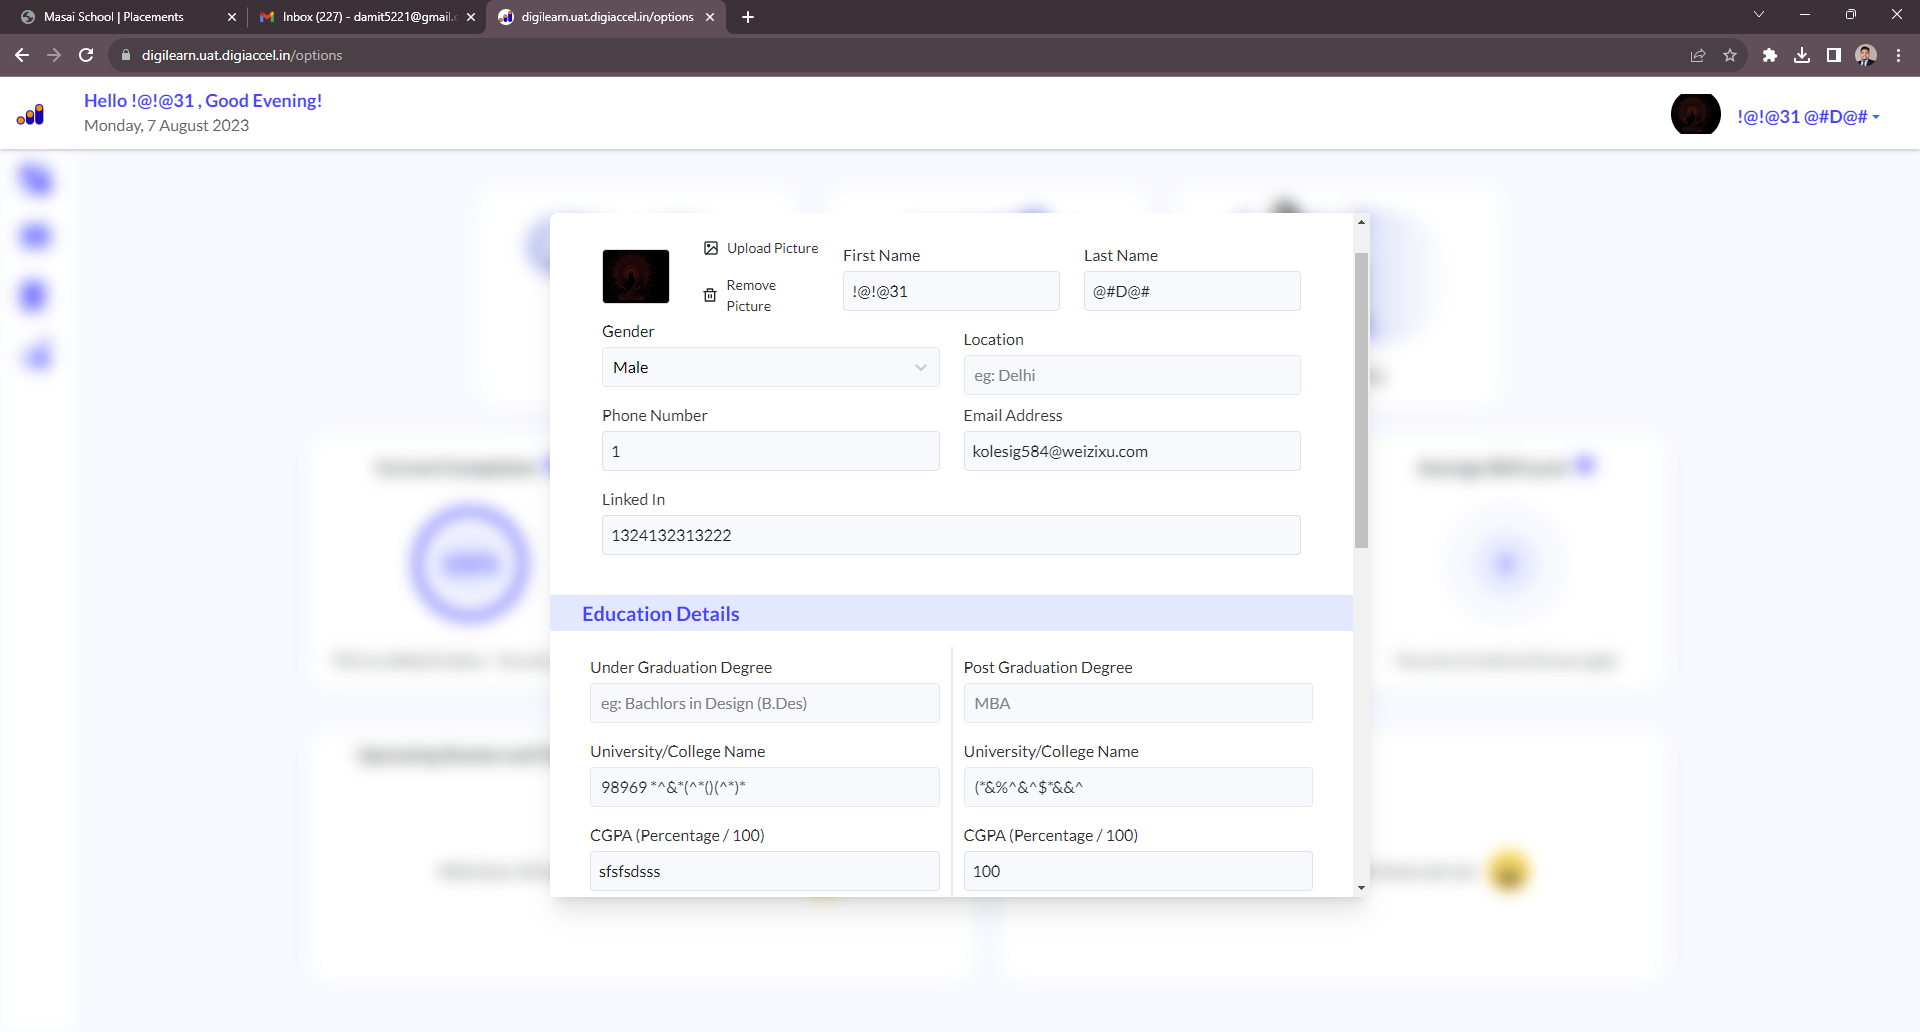 Masai School | Placements
Inbox (227) - damit5221@gmail.c
digilearn.uat.digiaccel.in/options
digilearn.uat.digiaccel.in/options
Hello !@!@31 , Good Evening!
Monday, 7 August 2023
!@!@31 @#D@#
Upload Picture
Remove
Picture
First Name
Last Name
!@!@31
@#D@#
Gender
Location
Male
eg: Delhi
Phone Number
Email Address
1
kolesig584@weizixu.com
Linked In
1324132313222
Education Details
Under Graduation Degree
Post Graduation Degree
eg: Bachlors in Design (B.Des)
MBA
University/College Name
University/College Name
98969 *^&*(^*()(^*)*
(*&%^&^$*&&^
CGPA (Percentage / 100)
CGPA (Percentage / 100)
sfsfsdsss
100